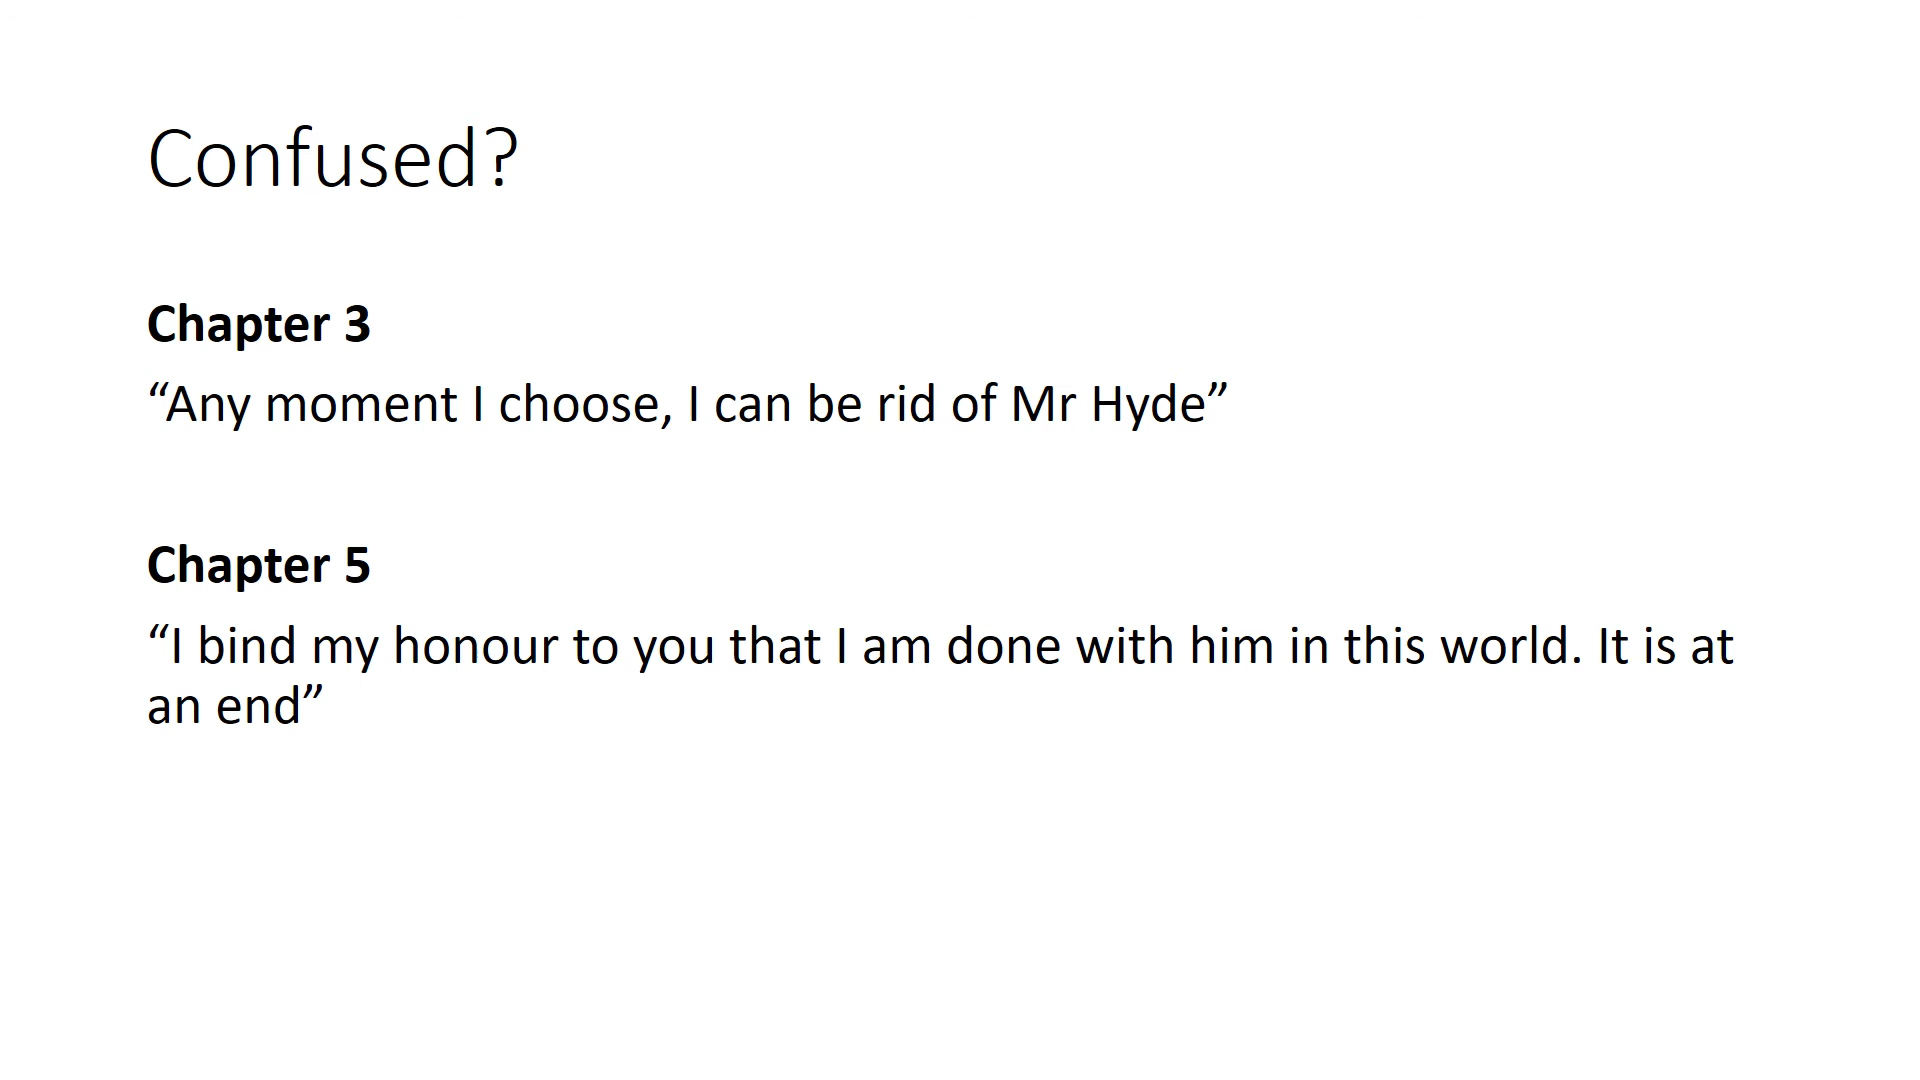 Confused?
Chapter 3
“Any moment I choose, I can be rid of Mr Hyde”
Chapter 5
“I bind my honour to you that I am done with him in this world. It is at
an end”